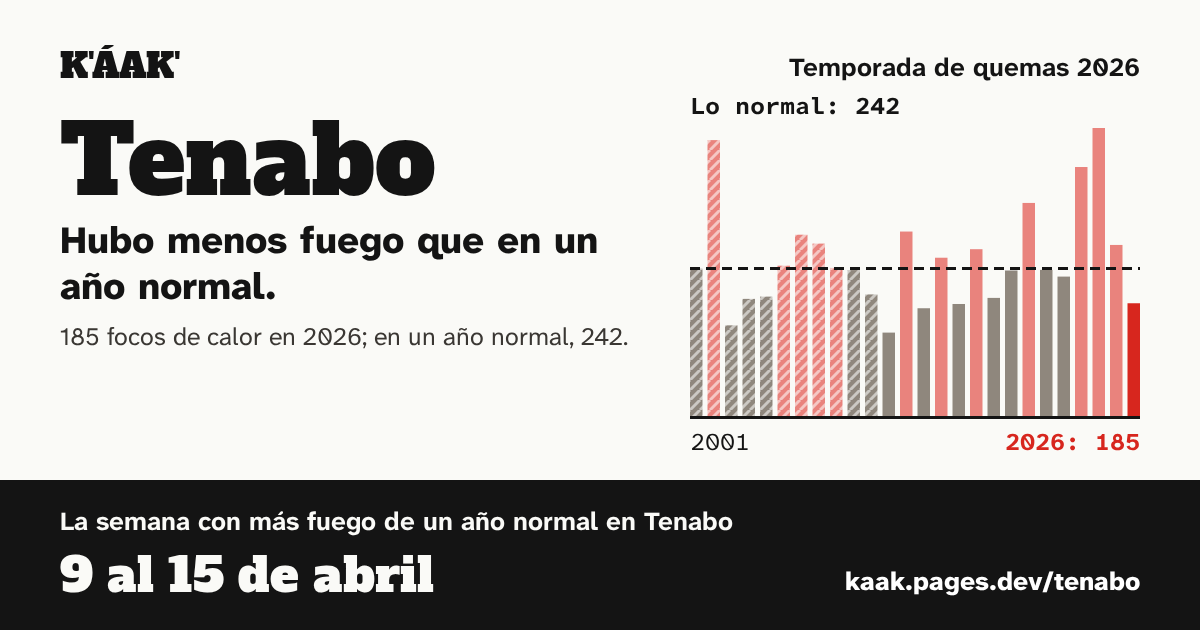 K'ÁAK'
Tenabo
Hubo menos fuego que en un
año normal.
185 focos de calor en 2026; en un año normal, 242.
Temporada de quemas 2026
Lo normal: 242
2001
2026: 185
La semana con más fuego de un año normal en Tenabo
9 al 15 de abril
kaak.pages.dev/tenabo